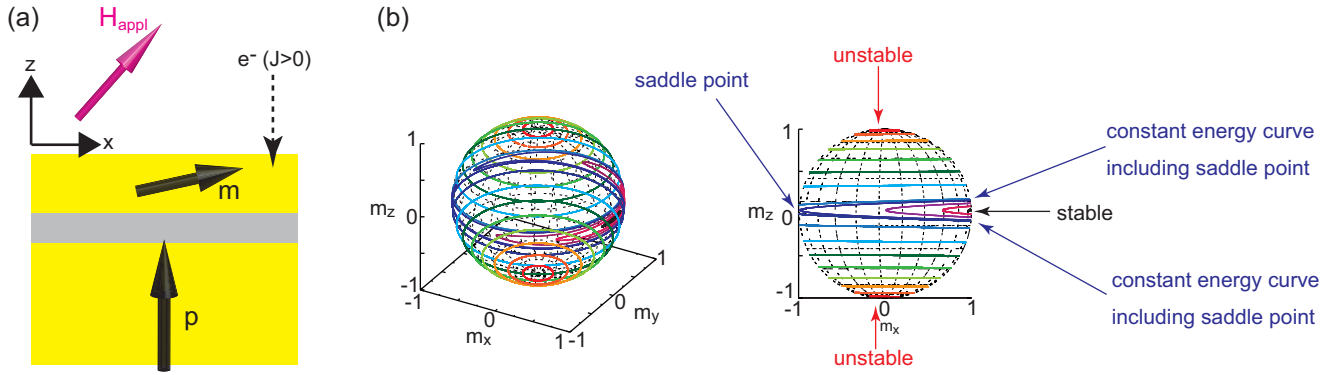 (a)
H_appl
z
x
e⁻ (J>0)
m
p
(b)
1
0
-1
m_z
-1
0
1
m_x
-1
0
1
m_y
saddle point
unstable
1
m_z 0
-1
-1
0
1
m_x
unstable
constant energy curve
including saddle point
stable
constant energy curve
including saddle point